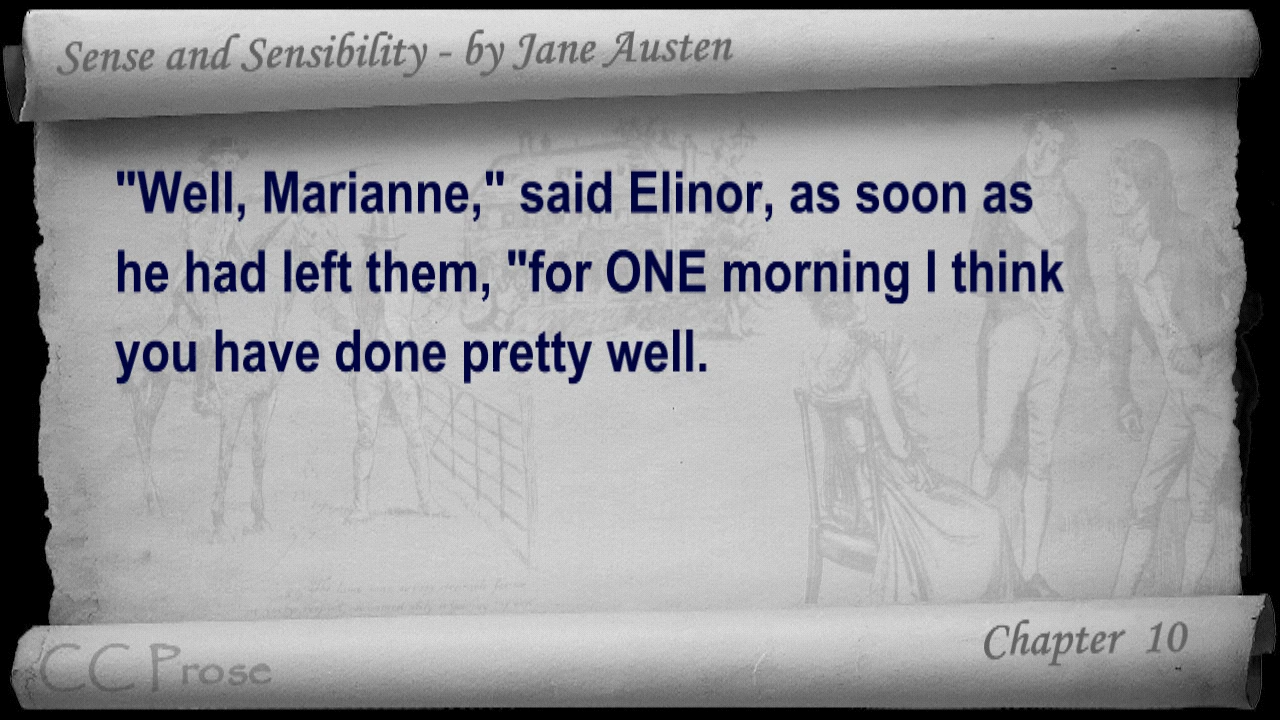 Sense and Sensibility - by Jane Austen
"Well, Marianne," said Elinor, as soon as
he had left them, "for ONE morning I think
you have done pretty well.
Chapter 10
CC Prose